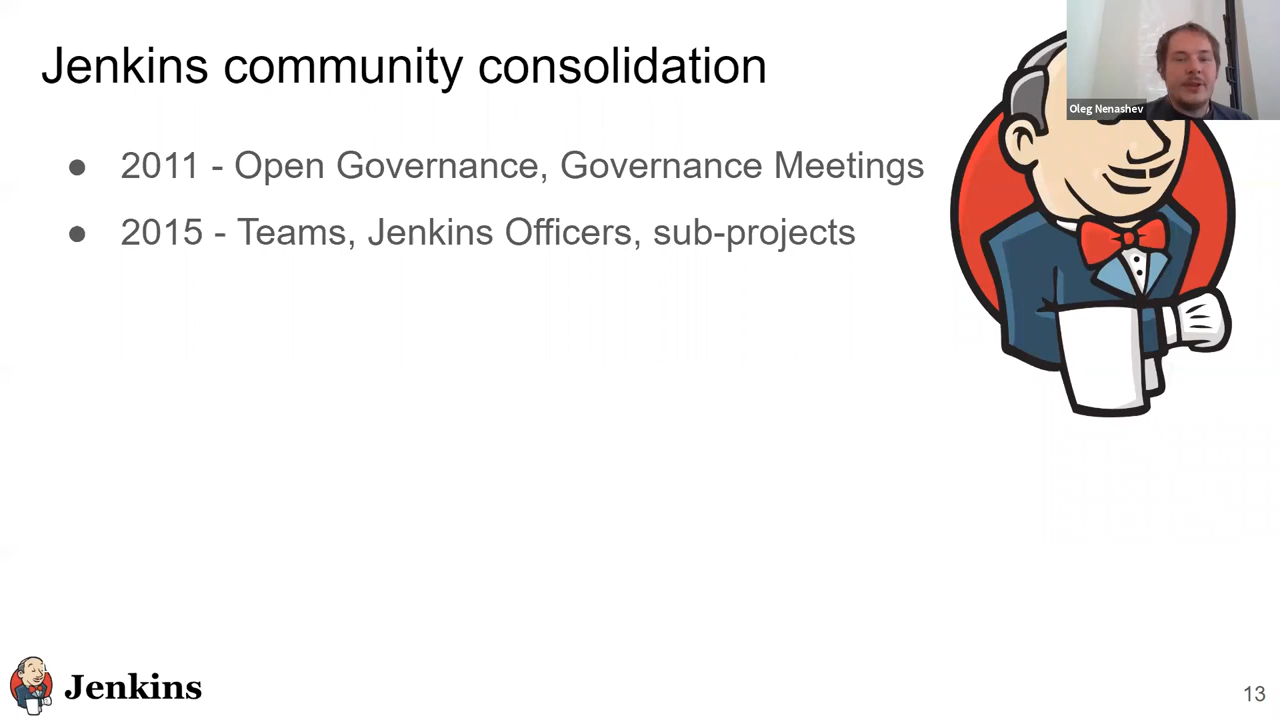 Jenkins community consolidation
Oleg Nenashev
● 2011 - Open Governance, Governance Meetings
● 2015 - Teams, Jenkins Officers, sub-projects
Jenkins
13